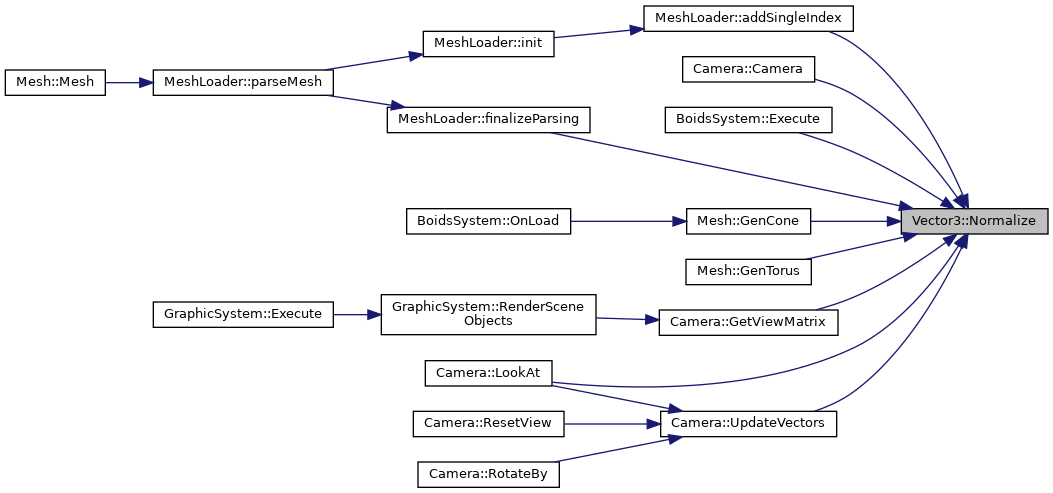 MeshLoader::addSingleIndex
MeshLoader::init
Camera::Camera
Mesh::Mesh
MeshLoader::parseMesh
MeshLoader::finalizeParsing
BoidsSystem::Execute
BoidsSystem::OnLoad
Mesh::GenCone
Vector3::Normalize
Mesh::GenTorus
GraphicSystem::Execute
GraphicSystem::RenderScene
Objects
Camera::GetViewMatrix
Camera::LookAt
Camera::ResetView
Camera::UpdateVectors
Camera::RotateBy